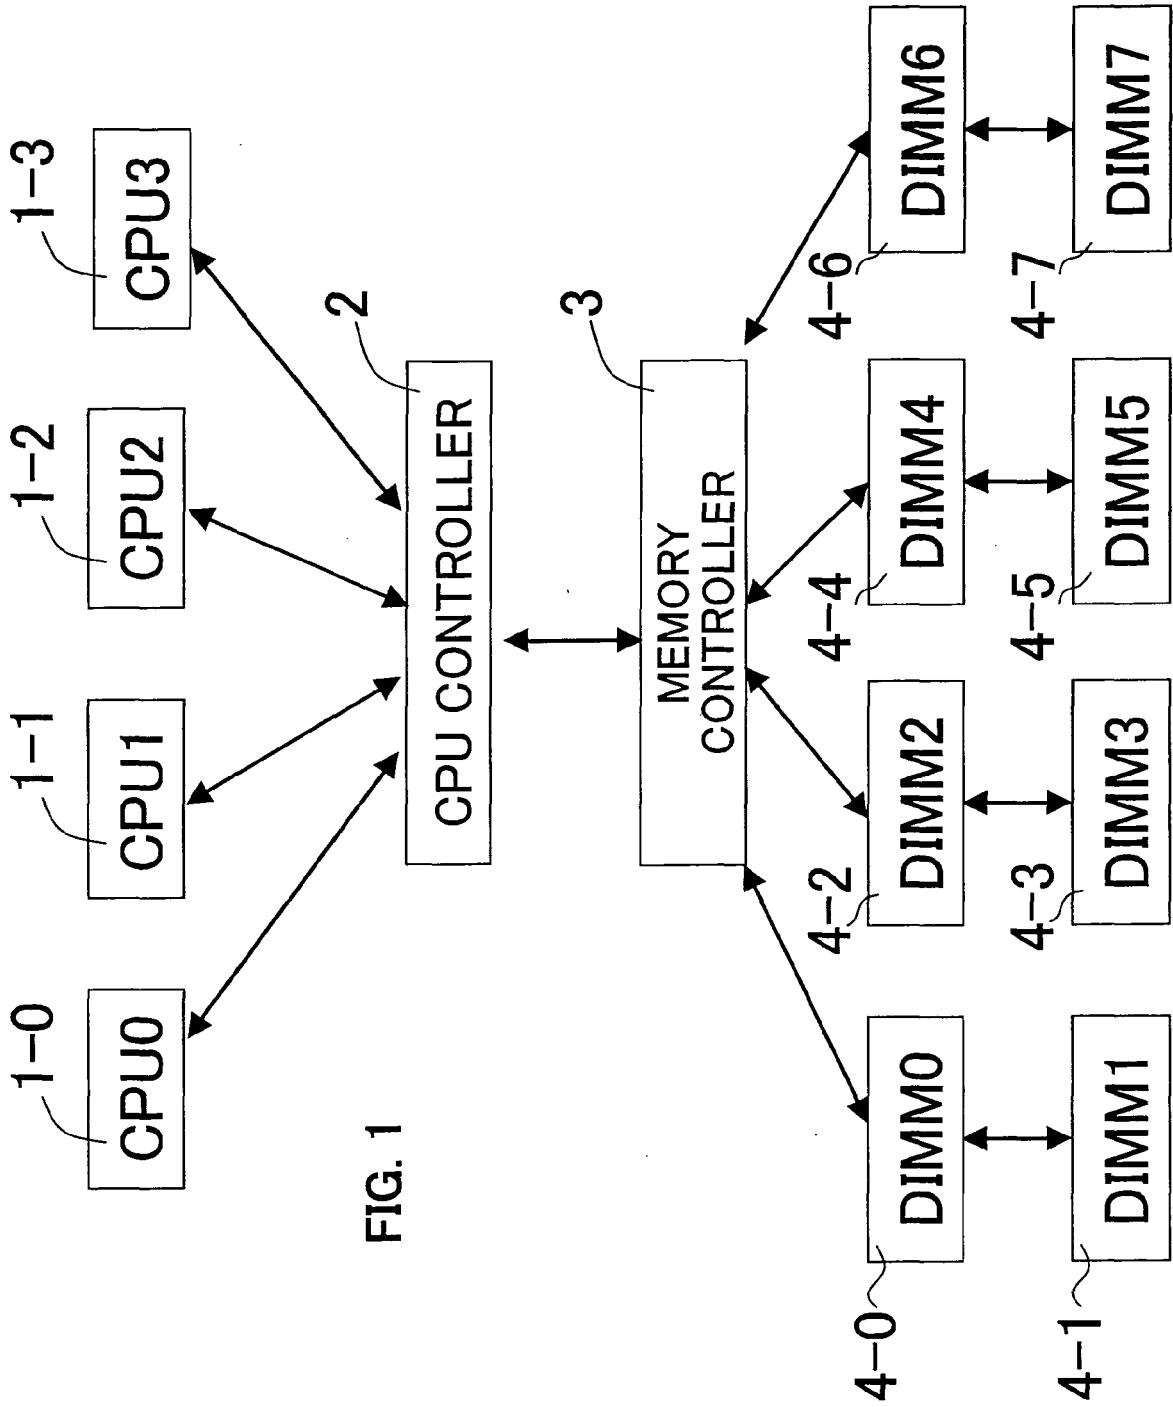 FIG. 1
1-0
1-1
1-2
1-3
CPU0
CPU1
CPU2
CPU3
2
CPU CONTROLLER
3
MEMORY
CONTROLLER
4-0
4-2
4-4
4-6
DIMM0
DIMM2
DIMM4
DIMM6
4-1
4-3
4-5
4-7
DIMM1
DIMM3
DIMM5
DIMM7